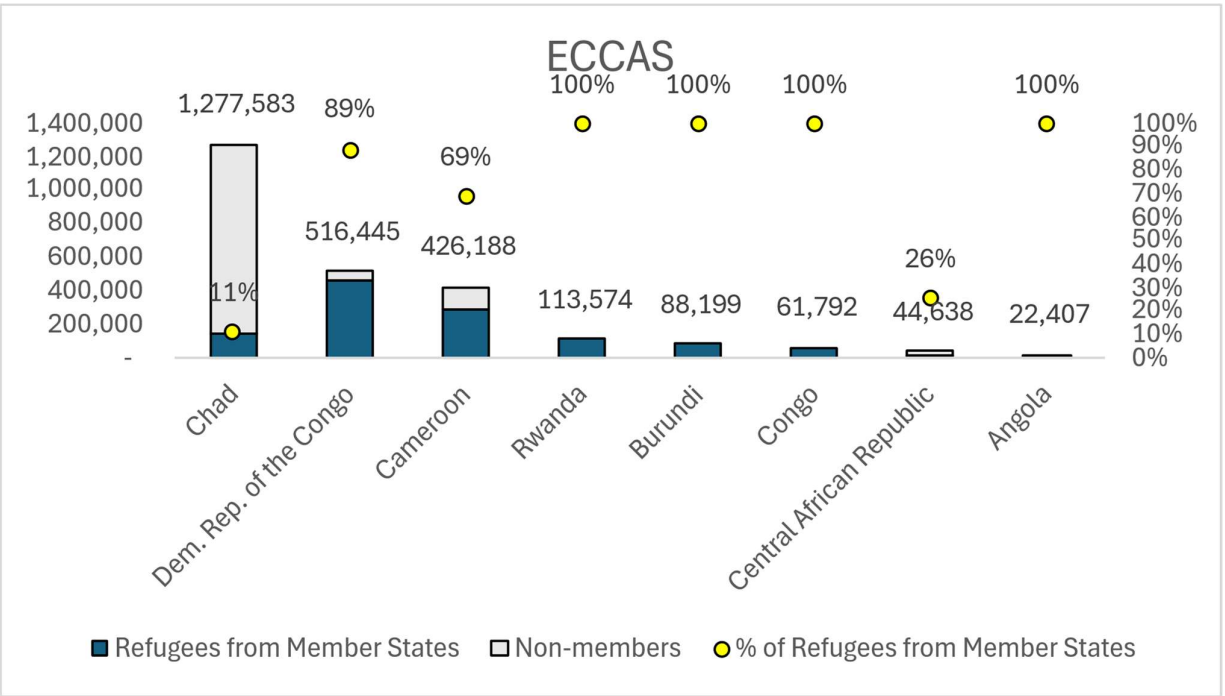 ECCAS
1,277,583 89% 69% 100% 100% 100% 100%
516,445 426,188 26%
11% 113,574 88,199 61,792 44,638 22,407
1,400,000
1,200,000
1,000,000
800,000
600,000
400,000
200,000
-
100%
90%
80%
70%
60%
50%
40%
30%
20%
10%
0%
Chad
Dem. Rep. of the Congo
Cameroon
Rwanda
Burundi
Congo
Central African Republic
Angola
Refugees from Member States Non-members % of Refugees from Member States